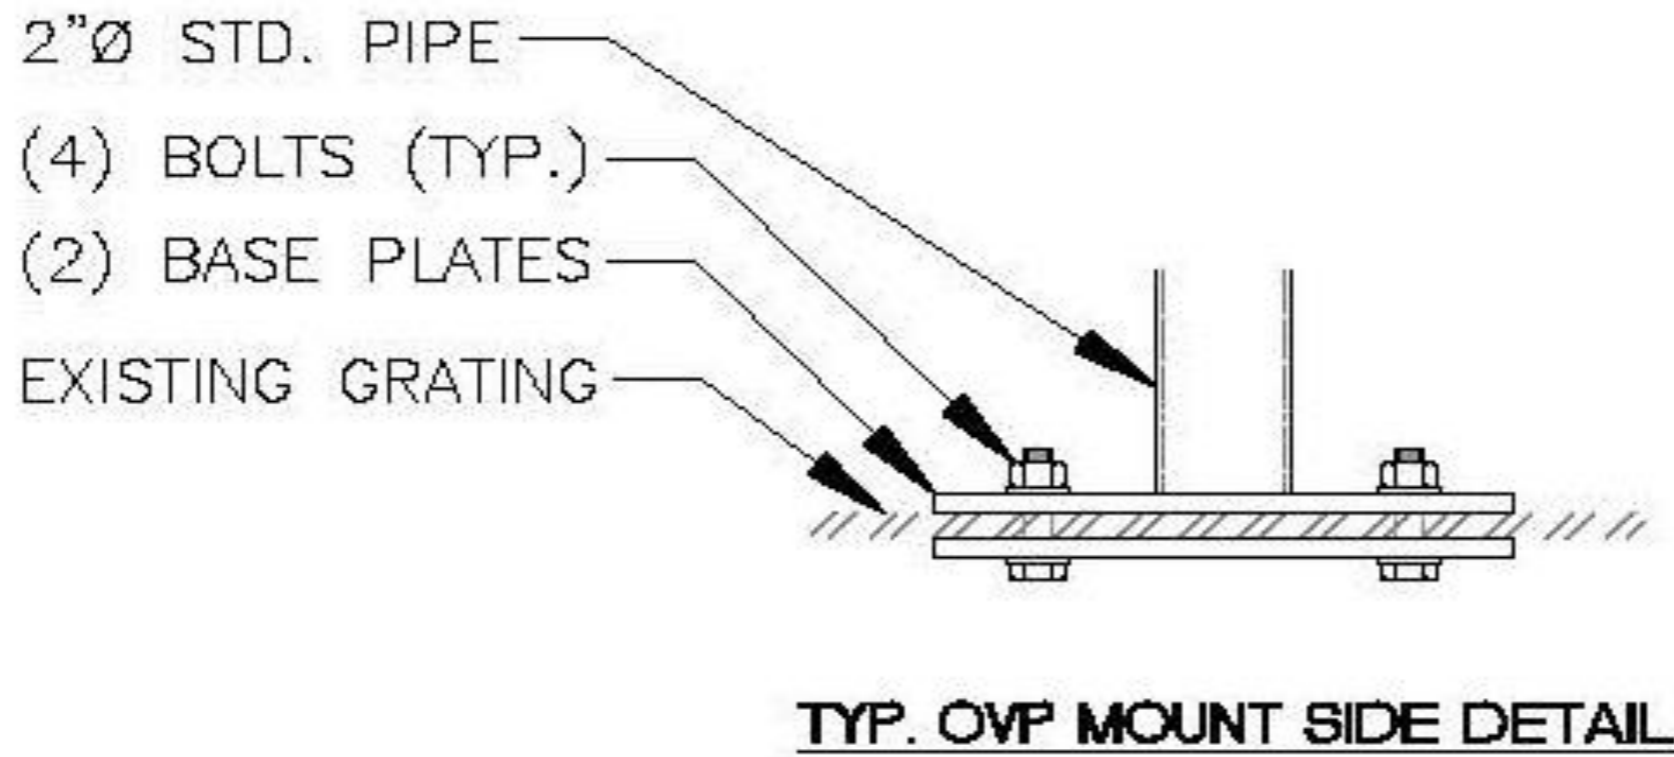 2"Ø STD. PIPE
(4) BOLTS (TYP.)
(2) BASE PLATES
EXISTING GRATING
TYP. OVP MOUNT SIDE DETAIL